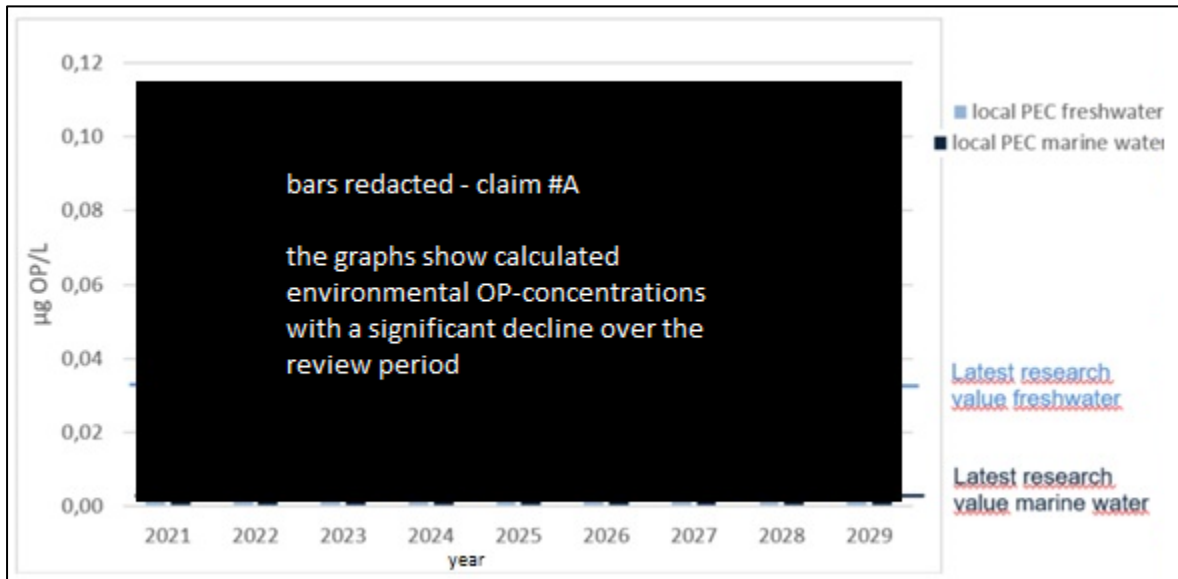 0,12
0,10
0,08
0,06
0,04
0,02
0,00
µg OP/L
bars redacted - claim #A
the graphs show calculated
environmental OP-concentrations
with a significant decline over the
review period
2021 2022 2023 2024 2025 2026 2027 2028 2029
year
local PEC freshwater
local PEC marine water
Latest research
value freshwater
Latest research
value marine water